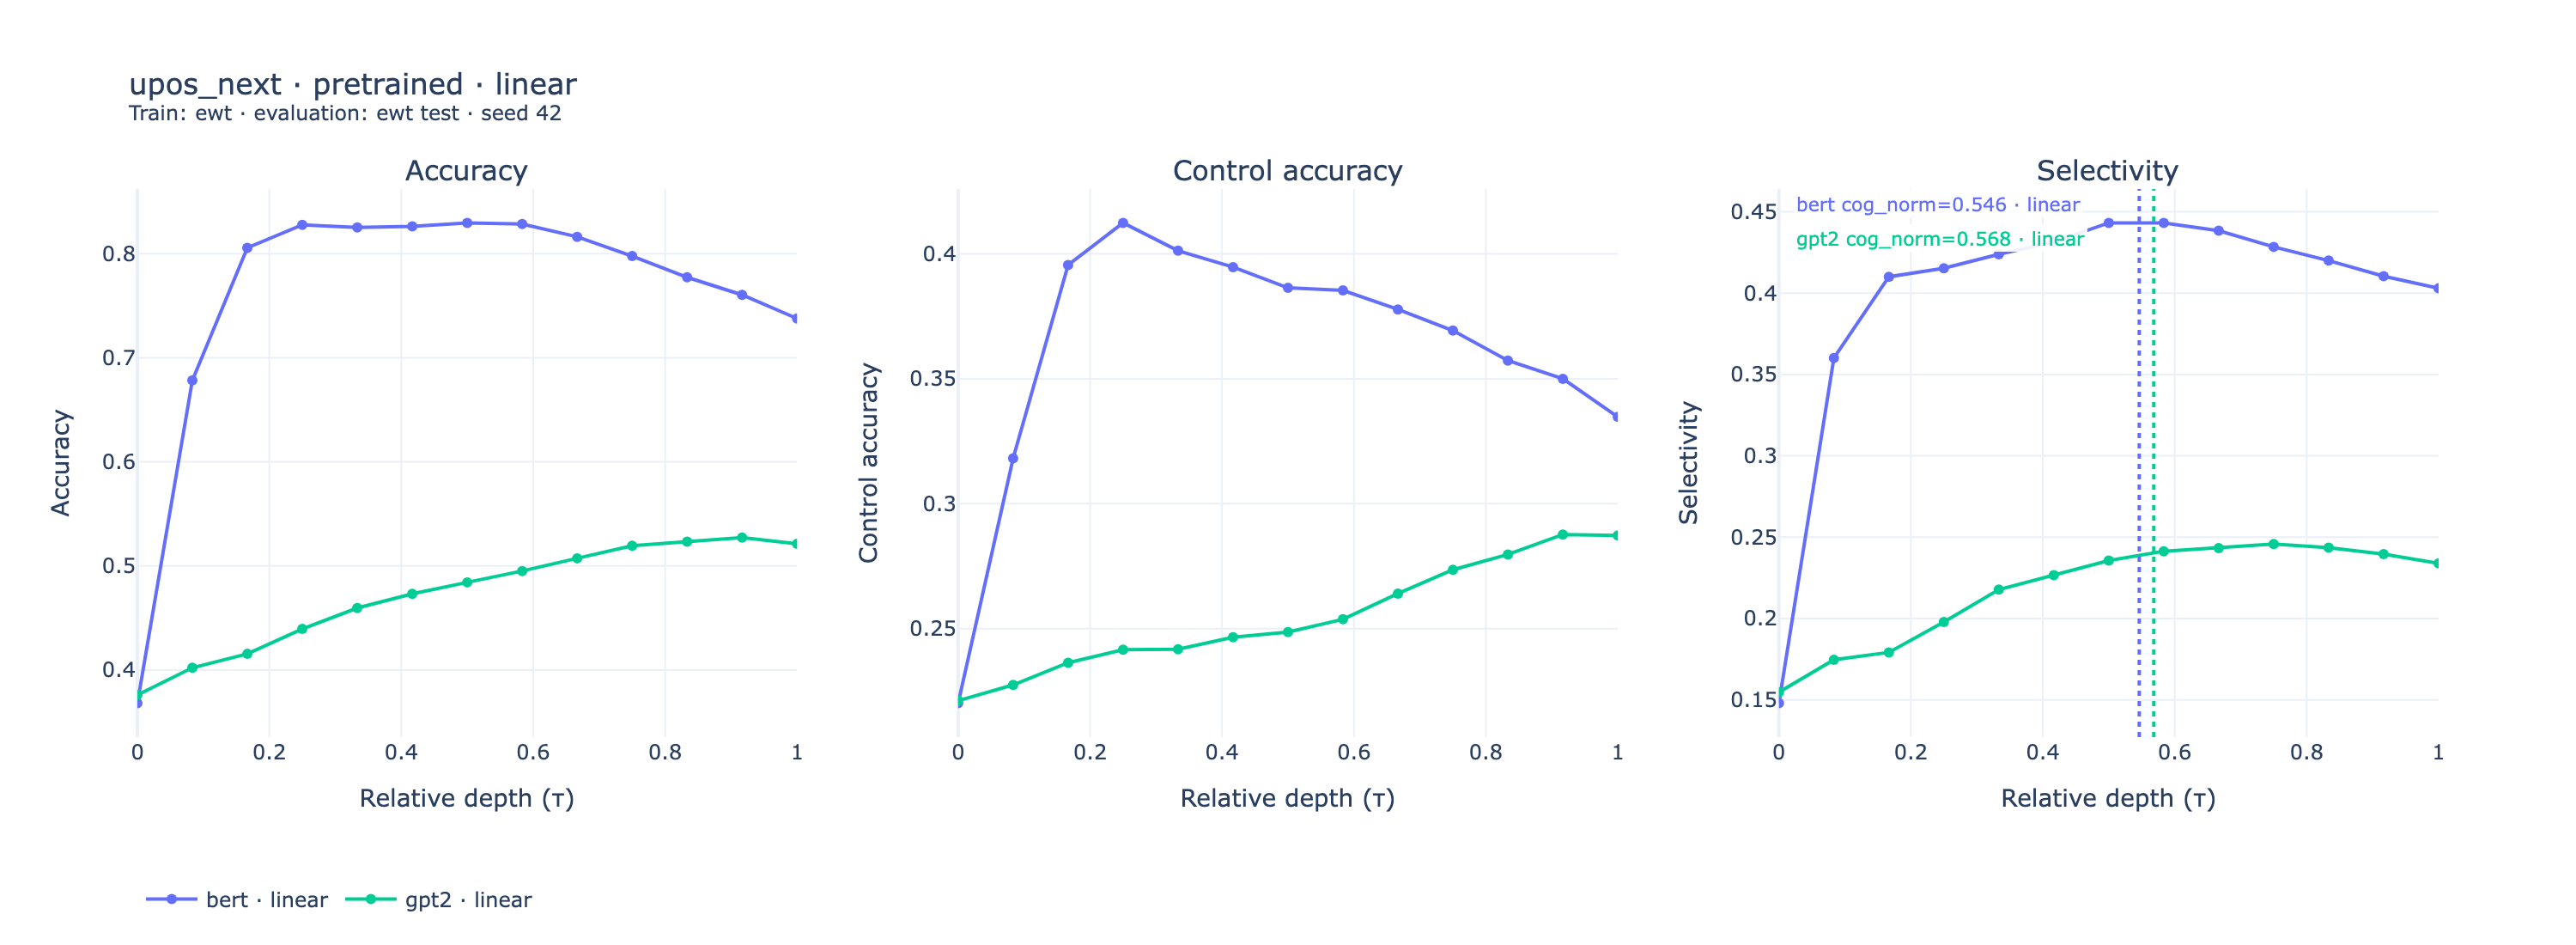 upos_next · pretrained · linear
Train: ewt · evaluation: ewt test · seed 42
Accuracy
Accuracy
0.8
0.7
0.6
0.5
0.4
0
0.2
0.4
0.6
0.8
1
Relative depth (τ)
Control accuracy
Control accuracy
0.4
0.35
0.3
0.25
0
0.2
0.4
0.6
0.8
1
Relative depth (τ)
Selectivity
bert cog_norm=0.546 · linear
gpt2 cog_norm=0.568 · linear
Selectivity
0.45
0.4
0.35
0.3
0.25
0.2
0.15
0
0.2
0.4
0.6
0.8
1
Relative depth (τ)
bert · linear
gpt2 · linear